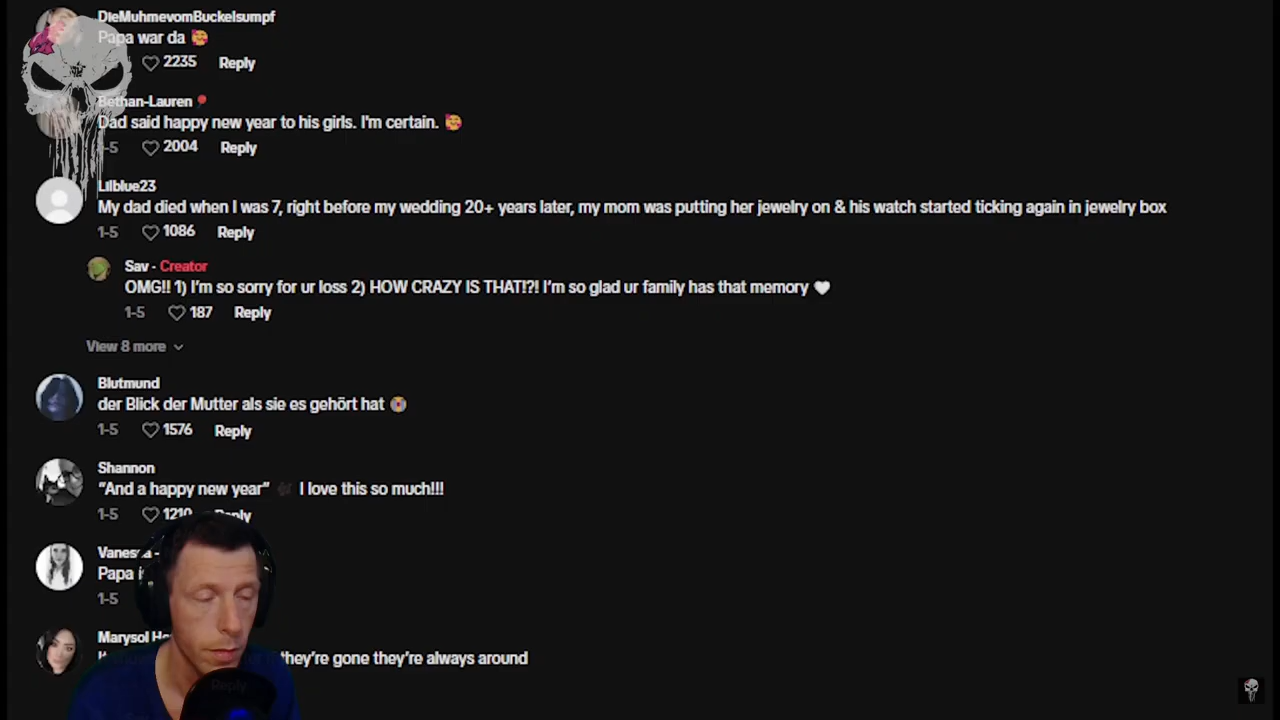 DieMuhmevomBuckelsumpf
Papa war da 🥰
2235 Reply
Bethan-Lauren📍
Dad said happy new year to his girls. I'm certain. 🥰
1-5 2004 Reply
Lilblue23
My dad died when I was 7, right before my wedding 20+ years later, my mom was putting her jewelry on & his watch started ticking again in jewelry box
1-5 1086 Reply
Sav · Creator
OMG!! 1) I'm so sorry for ur loss 2) HOW CRAZY IS THAT!?! I'm so glad ur family has that memory 🤍
1-5 187 Reply
View 8 more
Blutmund
der Blick der Mutter als sie es gehört hat 😭
1-5 1576 Reply
Shannon
“And a happy new year” I love this so much!!!
1-5 1210 Reply
Papa
1-5
Marysol
they're gone they're always around
Reply